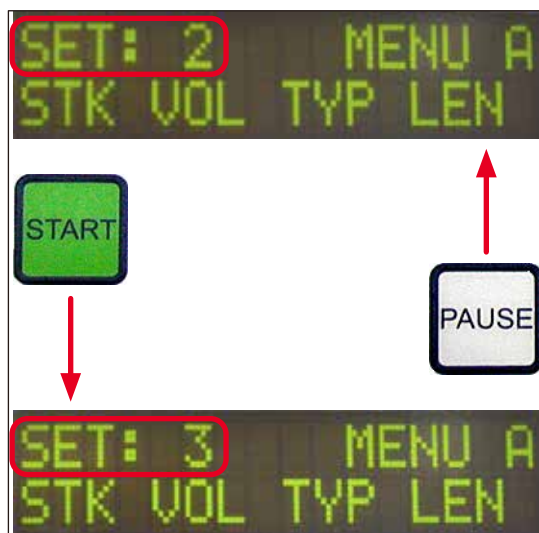 SET: 2 MENU A
STK VOL TYP LEN
START
PAUSE
SET: 3 MENU A
STK VOL TYP LEN